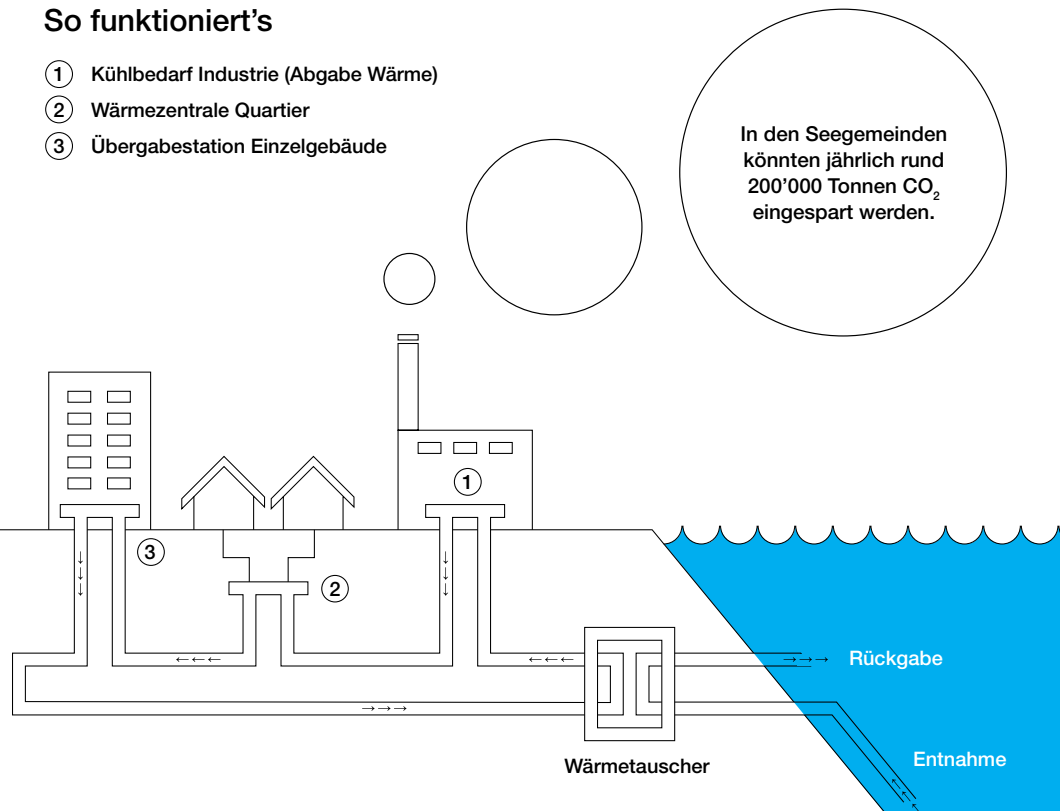 So funktioniert's
1 Kühlbedarf Industrie (Abgabe Wärme)
2 Wärmezentrale Quartier
3 Übergabestation Einzelgebäude
In den Seegemeinden
könnten jährlich rund
200'000 Tonnen CO₂
eingespart werden.
1
3
2
←←← ←←← →→→ Rückgabe
→→→
Wärmetauscher
Entnahme